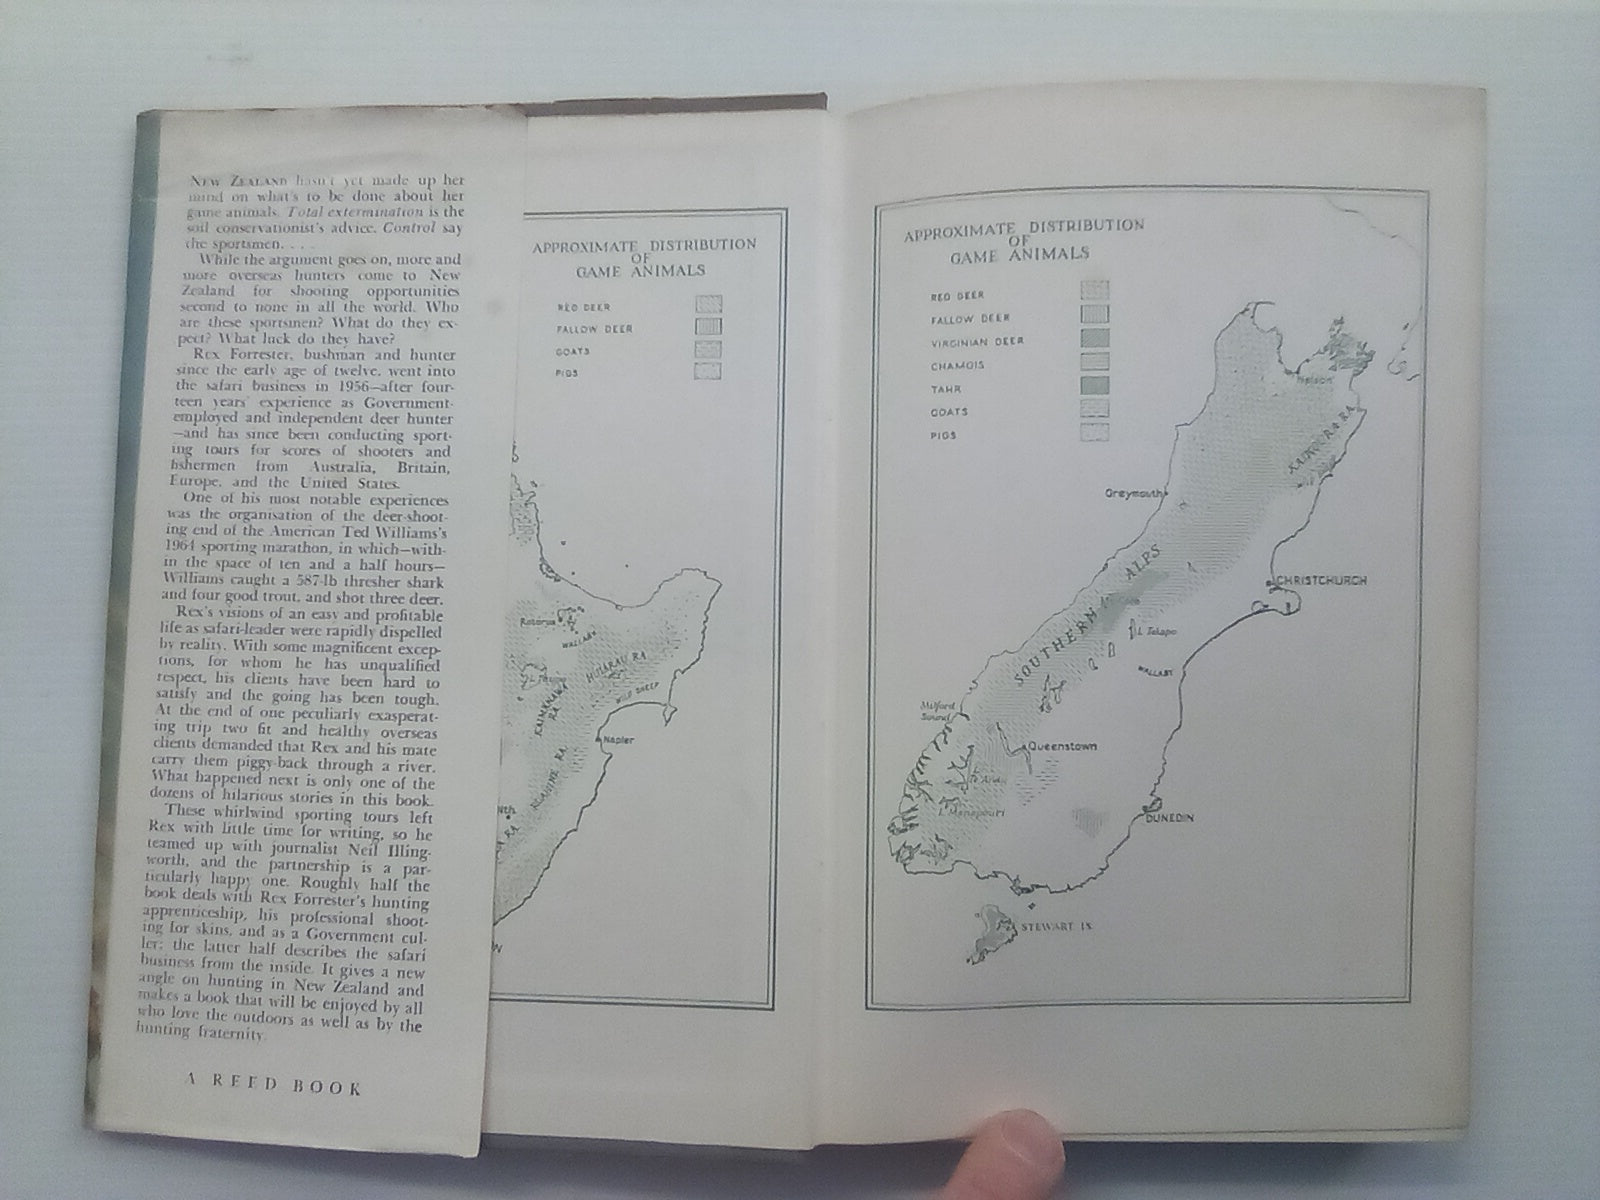 NEW ZEALAND hasn't yet made up her
mind on what's to be done about her
game animals. Total extermination is the
soil conservationist's advice. Control say
the sportsmen. . . .
While the argument goes on, more and
more overseas hunters come to New
Zealand for shooting opportunities
second to none in all the world. Who
are these sportsmen? What do they ex-
pect? What luck do they have?
Rex Forrester, bushman and hunter
since the early age of twelve, went into
the safari business in 1956—after four-
teen years' experience as Government-
employed and independent deer hunter
—and has since been conducting sport-
ing tours for scores of shooters and
fishermen from Australia, Britain,
Europe, and the United States.
One of his most notable experiences
was the organisation of the deer-shoot-
ing end of the American Ted Williams's
1964 sporting marathon, in which—with-
in the space of ten and a half hours—
Williams caught a 587-lb thresher shark
and four good trout, and shot three deer.
Rex's visions of an easy and profitable
life as safari-leader were rapidly dispelled
by reality. With some magnificent excep-
tions, for whom he has unqualified
respect, his clients have been hard to
satisfy and the going has been tough.
At the end of one peculiarly exasperat-
ing trip two fit and healthy overseas
clients demanded that Rex and his mate
carry them piggy-back through a river.
What happened next is only one of the
dozens of hilarious stories in this book.
These whirlwind sporting tours left
Rex with little time for writing, so he
teamed up with journalist Neil Illing-
worth, and the partnership is a par-
ticularly happy one. Roughly half the
book deals with Rex Forrester's hunting
apprenticeship, his professional shoot-
ing for skins, and as a Government cul-
ler; the latter half describes the safari
business from the inside. It gives a new
angle on hunting in New Zealand and
makes a book that will be enjoyed by all
who love the outdoors as well as by the
hunting fraternity.
A REED BOOK
APPROXIMATE DISTRIBUTION
OF
GAME ANIMALS
RED DEER
FALLOW DEER
GOATS
PIGS
Rotorua
WALLABY
HUIARAU RA
WILD SHEEP
KAIMANAWA
RA
Napier
RUAHINE RA
RA
APPROXIMATE DISTRIBUTION
OF
GAME ANIMALS
RED DEER
FALLOW DEER
VIRGINIAN DEER
CHAMOIS
TAHR
GOATS
PIGS
Nelson
KAIKOURA RA
Greymouth
SOUTHERN ALPS
CHRISTCHURCH
L Tekapo
WALLABY
Milford
Sound
Queenstown
L Manapouri
DUNEDIN
STEWART IS